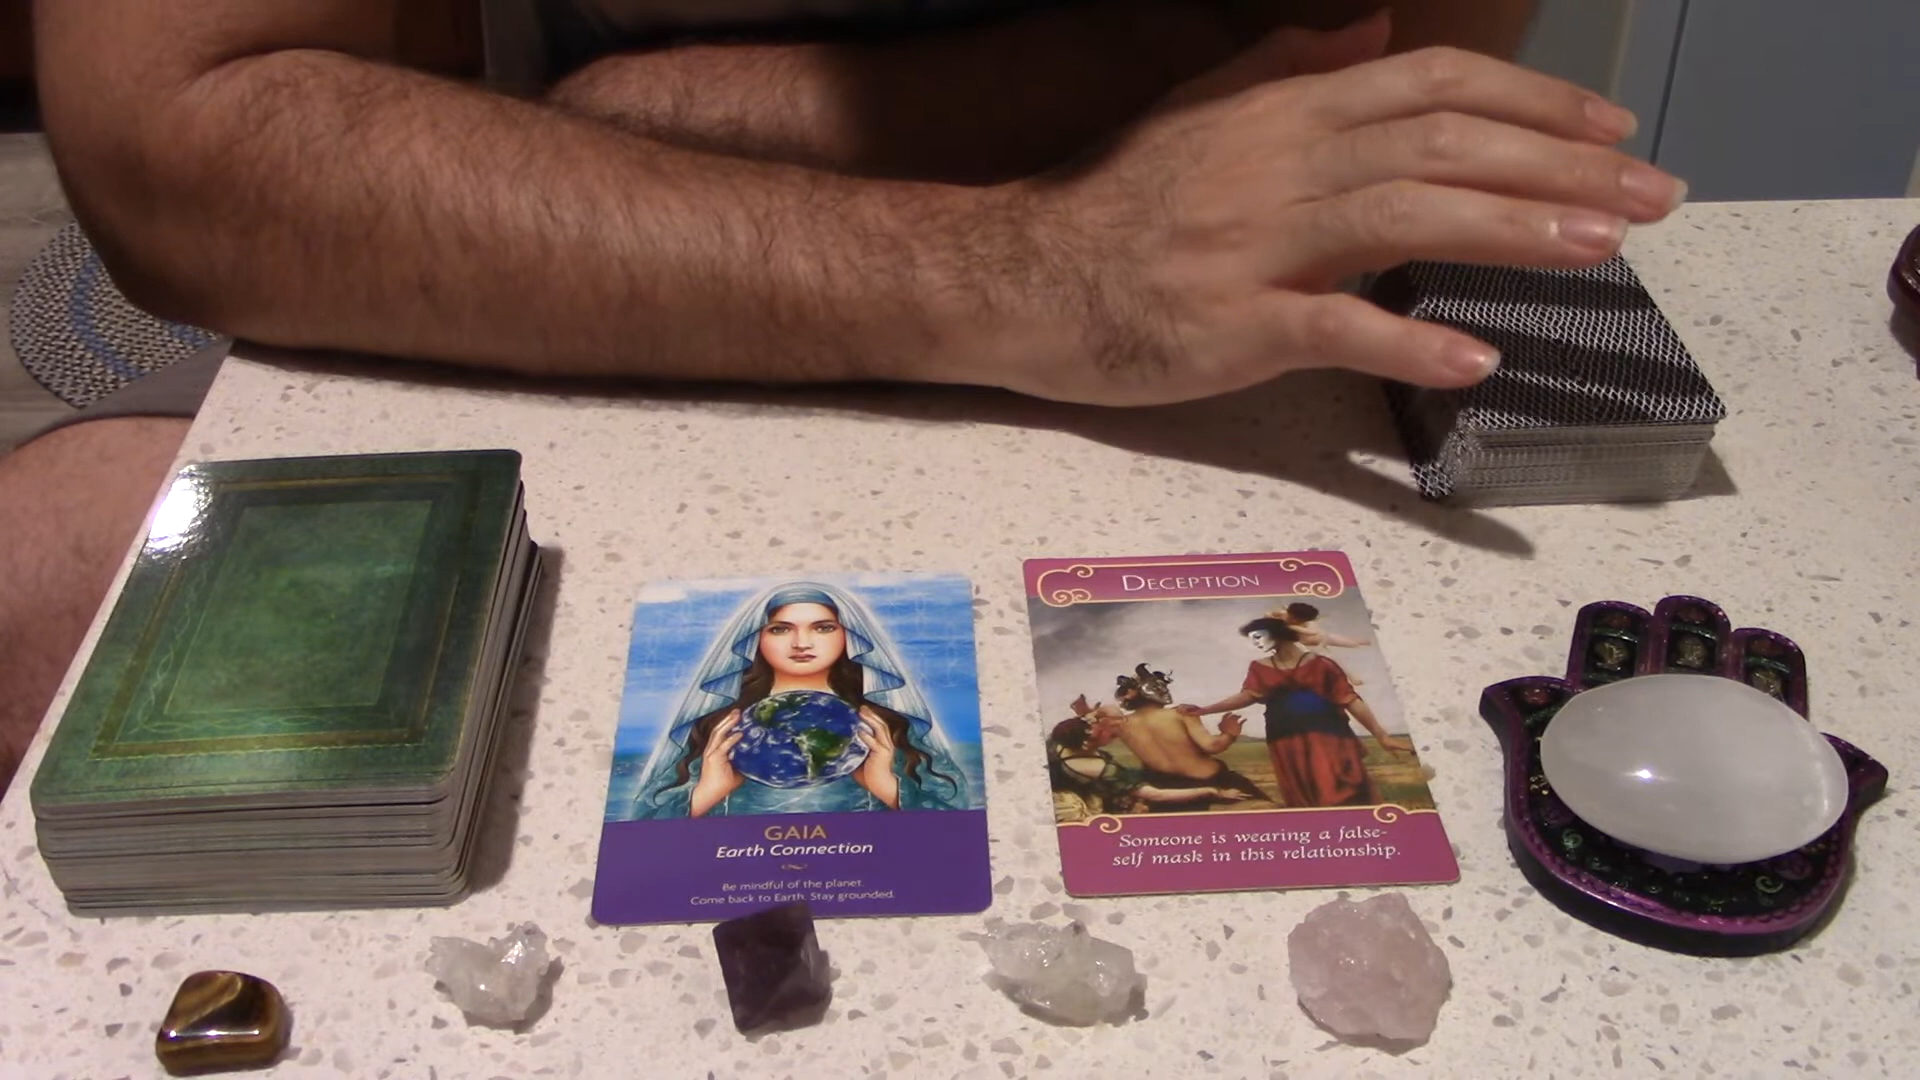 GAIA
Earth Connection
Be mindful of the planet.
Come back to Earth. Stay grounded.
DECEPTION
Someone is wearing a false-
self mask in this relationship.